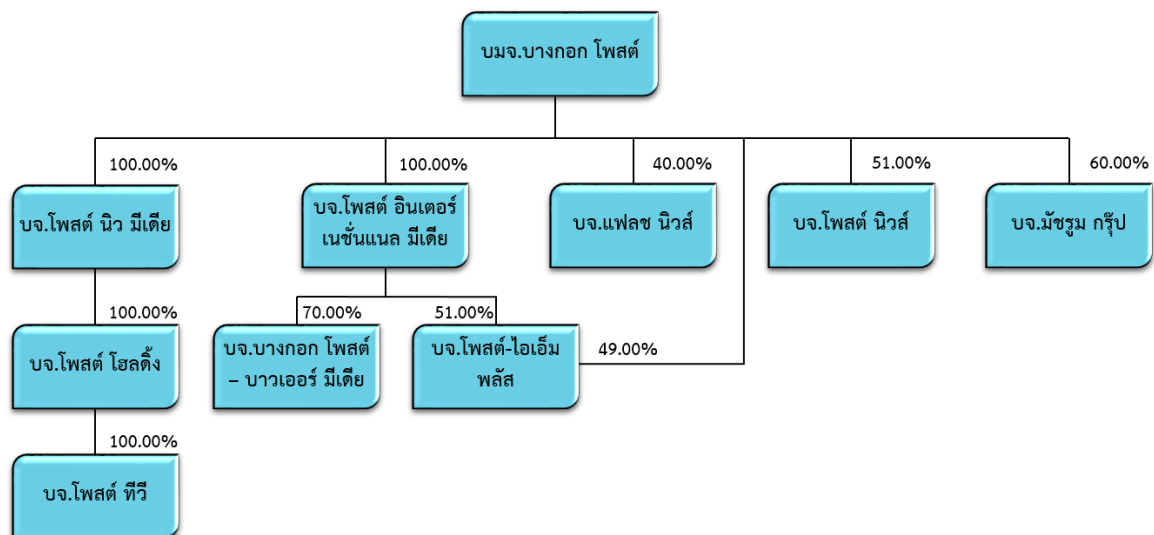 บมจ.บางกอก โพสต์
100.00%
100.00%
40.00%
51.00%
60.00%
บจ.โพสต์ นิว มีเดีย
บจ.โพสต์ อินเตอร์
เนชั่นแนล มีเดีย
บจ.แฟลช นิวส์
บจ.โพสต์ นิวส์
บจ.มัชรูม กรุ๊ป
100.00%
70.00%
51.00%
49.00%
บจ.โพสต์ โฮลดิ้ง
บจ.บางกอก โพสต์
– บาวเออร์ มีเดีย
บจ.โพสต์-ไอเอ็ม
พลัส
100.00%
บจ.โพสต์ ทีวี